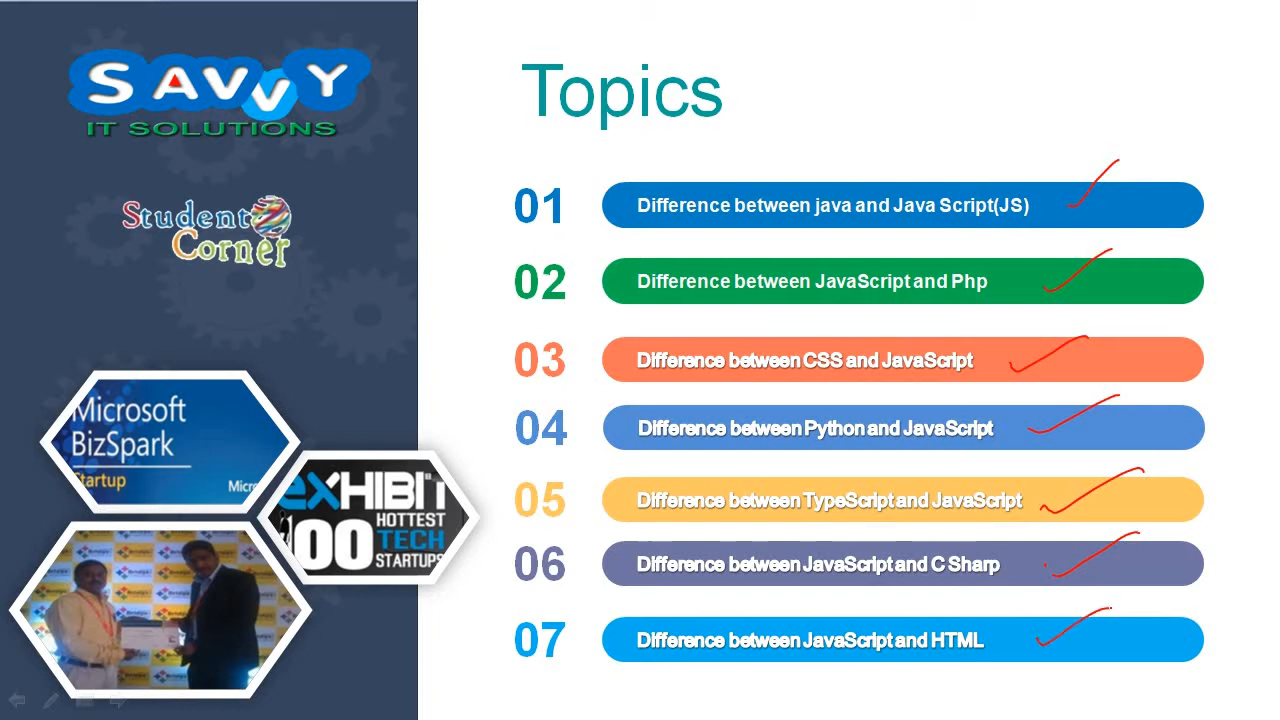 SAVVY
IT SOLUTIONS
Student
Corner
Microsoft
BizSpark
Startup
eXHIBIT
100
HOTTEST
TECH
STARTUPS
Topics
01 Difference between java and Java Script(JS)
02 Difference between JavaScript and Php
03 Difference between CSS and JavaScript
04 Difference between Python and JavaScript
05 Difference between TypeScript and JavaScript
06 Difference between JavaScript and C Sharp
07 Difference between JavaScript and HTML